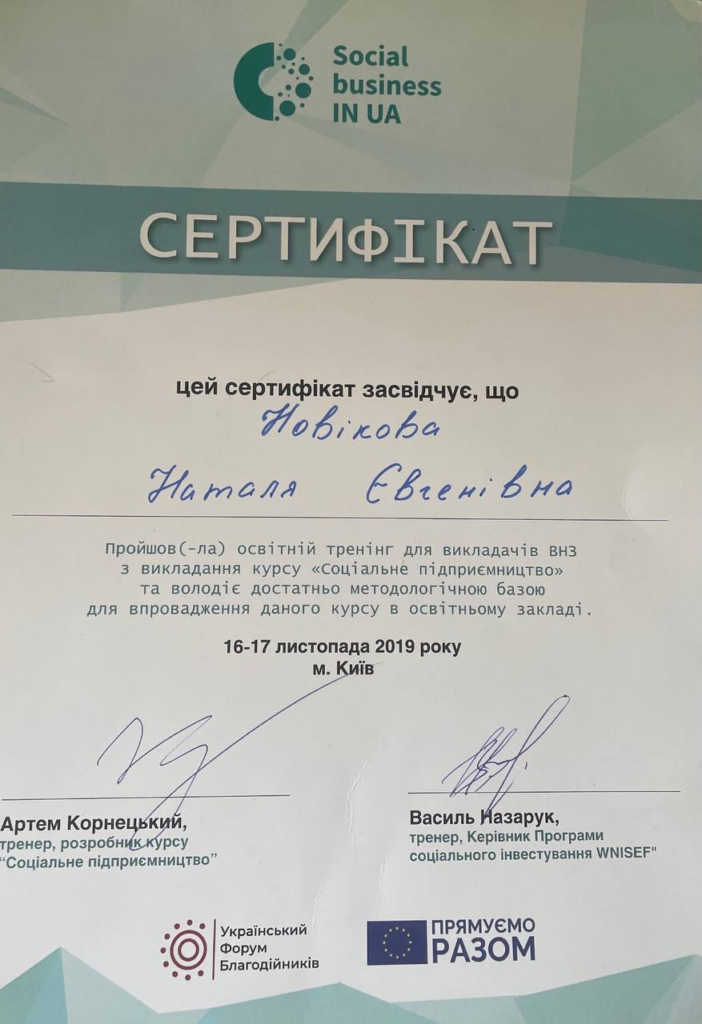 Social
business
IN UA
СЕРТИФІКАТ
цей сертифікат засвідчує, що
Новікова
Наталя Євгенівна
Пройшов(-ла) освітній тренінг для викладачів ВНЗ
з викладання курсу «Соціальне підприємництво»
та володіє достатньо методологічною базою
для впровадження даного курсу в освітньому закладі.
16-17 листопада 2019 року
м. Київ
Артем Корнецький,
тренер, розробник курсу
“Соціальне підприємництво”
Василь Назарук,
тренер, Керівник Програми
соціального інвестування WNISEF"
Український
Форум
Благодійників
ПРЯМУЄМО
РАЗОМ